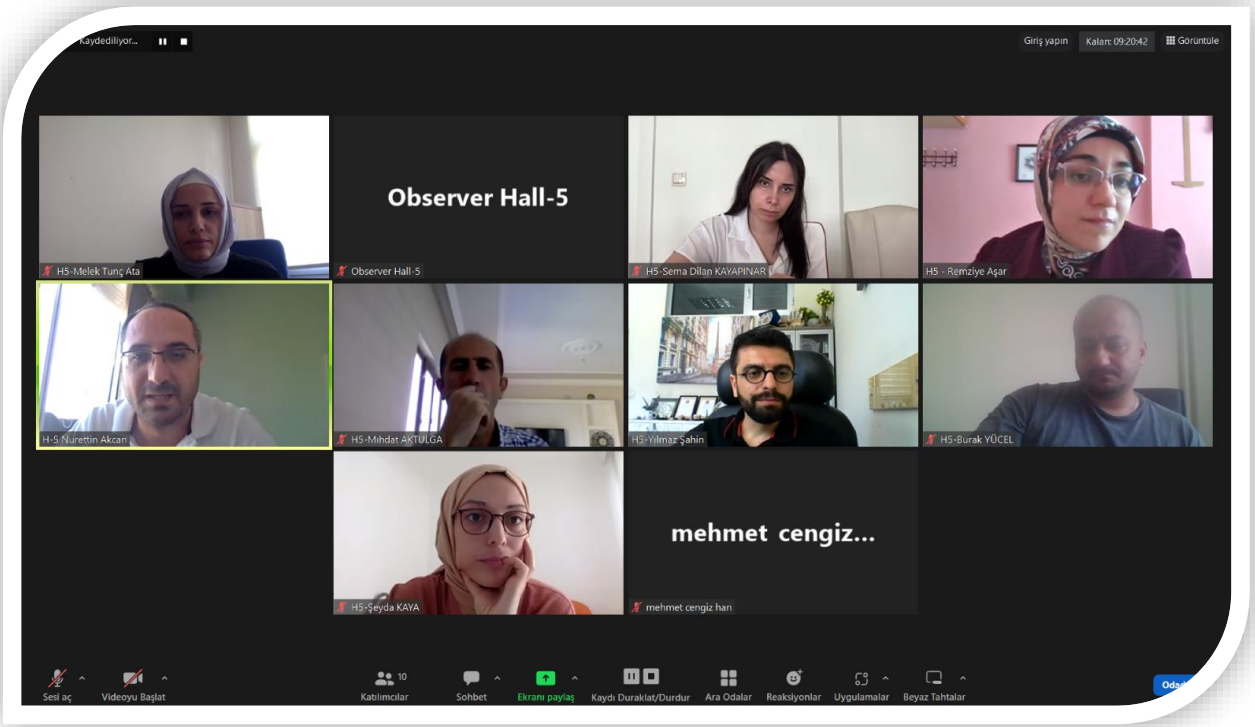 Kaydediliyor...
Giriş yapın
Kalan: 09:20:42
Görüntüle
H5-Melek Tunç Ata
Observer Hall-5
Observer Hall-5
H5-Sema Dilan KAYAPINAR
H5 - Remziye Aşar
H-5 Nurettin Akcan
H5-Mihdat AKTULGA
H5-Yılmaz Şahin
H5-Burak YÜCEL
H5-Şeyda KAYA
mehmet cengiz...
mehmet cengiz han
Sesi aç
Videoyu Başlat
10
Katılımcılar
Sohbet
Ekranı paylaş
Kaydı Duraklat/Durdur
Ara Odalar
Reaksiyonlar
Uygulamalar
Beyaz Tahtalar